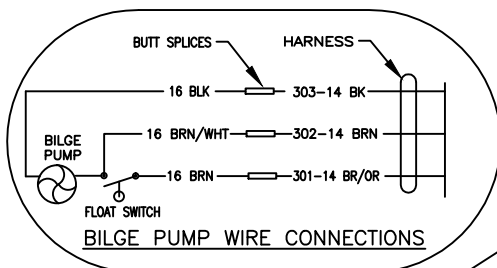 BUTT SPLICES
HARNESS
16 BLK
303-14 BK
BILGE
PUMP
16 BRN/WHT
302-14 BRN
16 BRN
301-14 BR/OR
FLOAT SWITCH
BILGE PUMP WIRE CONNECTIONS